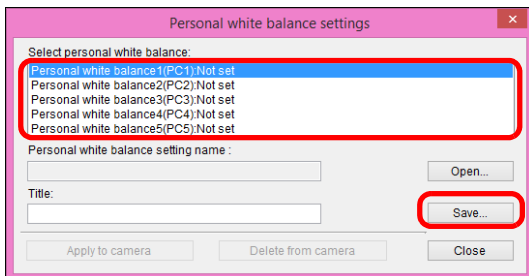 Personal white balance settings
Select personal white balance:
Personal white balance1(PC1):Not set
Personal white balance2(PC2):Not set
Personal white balance3(PC3):Not set
Personal white balance4(PC4):Not set
Personal white balance5(PC5):Not set
Personal white balance setting name :
Open...
Title:
Save...
Apply to camera
Delete from camera
Close